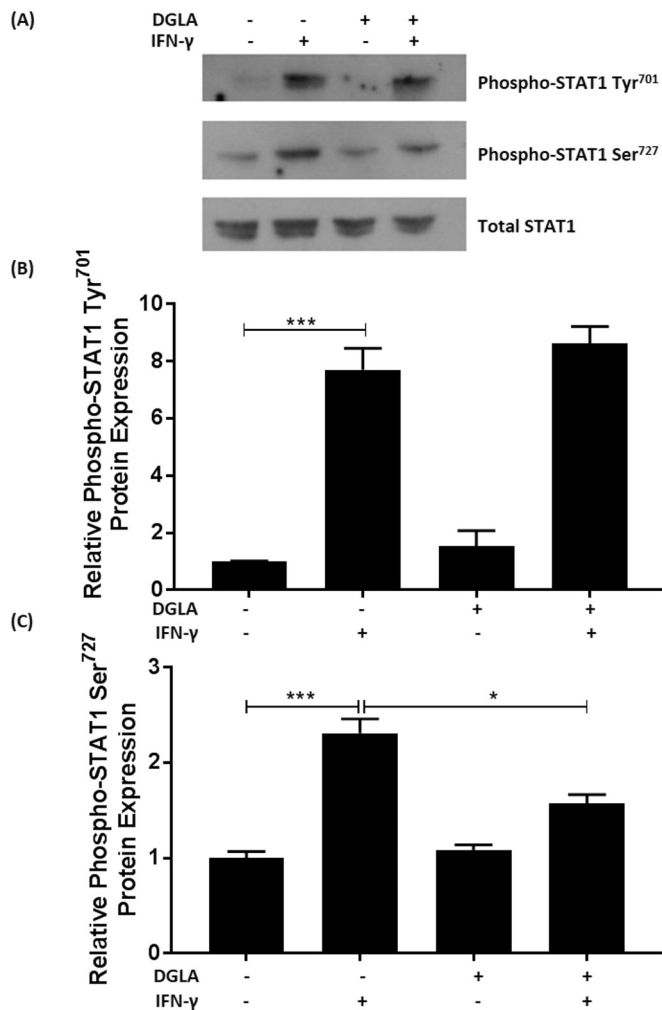 (A)
DGLA - - + +
IFN-γ - + - +
Phospho-STAT1 Tyr⁷⁰¹
Phospho-STAT1 Ser⁷²⁷
Total STAT1
(B)
Relative Phospho-STAT1 Tyr⁷⁰¹
Protein Expression
10
8
6
4
2
0
***
DGLA - - + +
IFN-γ - + - +
(C)
Relative Phospho-STAT1 Ser⁷²⁷
Protein Expression
3
2
1
0
*** *
DGLA - - + +
IFN-γ - + - +